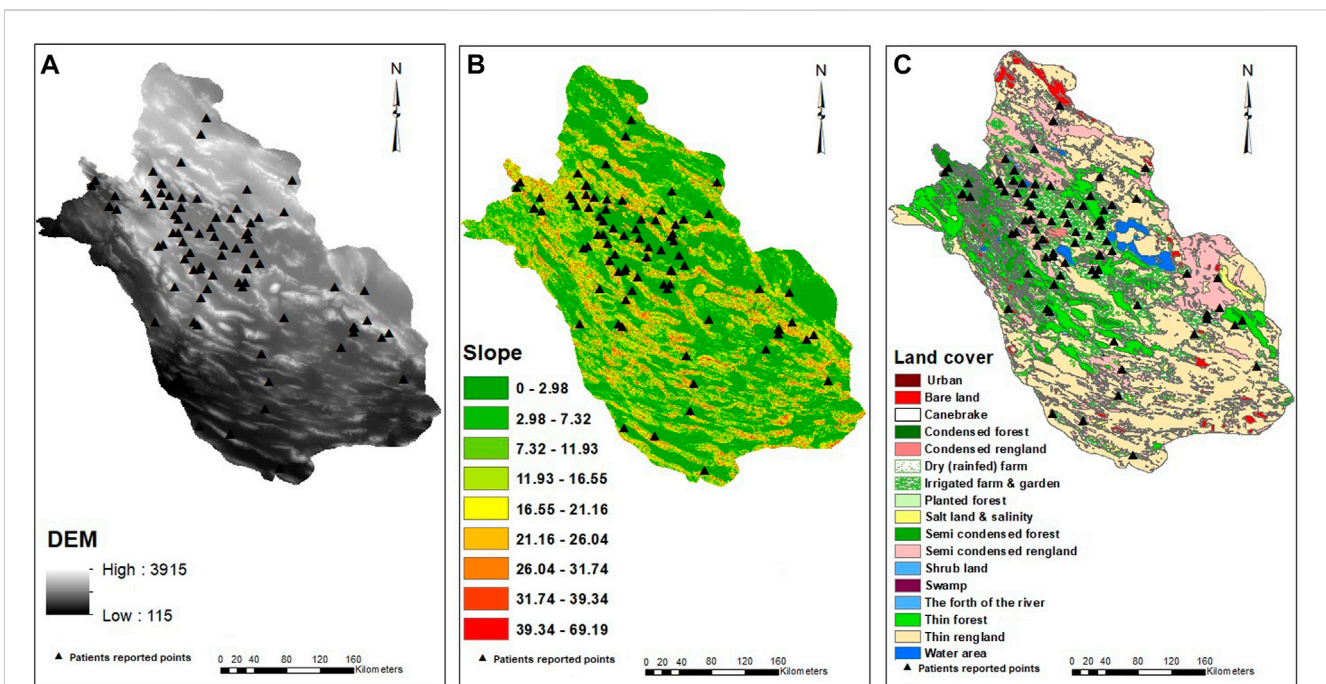 A
N
DEM
High : 3915
Low : 115
Patients reported points
0 20 40 80 120 160
Kilometers
B
N
Slope
0 - 2.98
2.98 - 7.32
7.32 - 11.93
11.93 - 16.55
16.55 - 21.16
21.16 - 26.04
26.04 - 31.74
31.74 - 39.34
39.34 - 69.19
Patients reported points
0 20 40 80 120 160
Kilometers
C
N
Land cover
Urban
Bare land
Canebrake
Condensed forest
Condensed rengland
Dry (rainfed) farm
Irrigated farm & garden
Planted forest
Salt land & salinity
Semi condensed forest
Semi condensed rengland
Shrub land
Swamp
The forth of the river
Thin forest
Thin rengland
Water area
Patients reported points
0 20 40 80 120 160
Kilometers